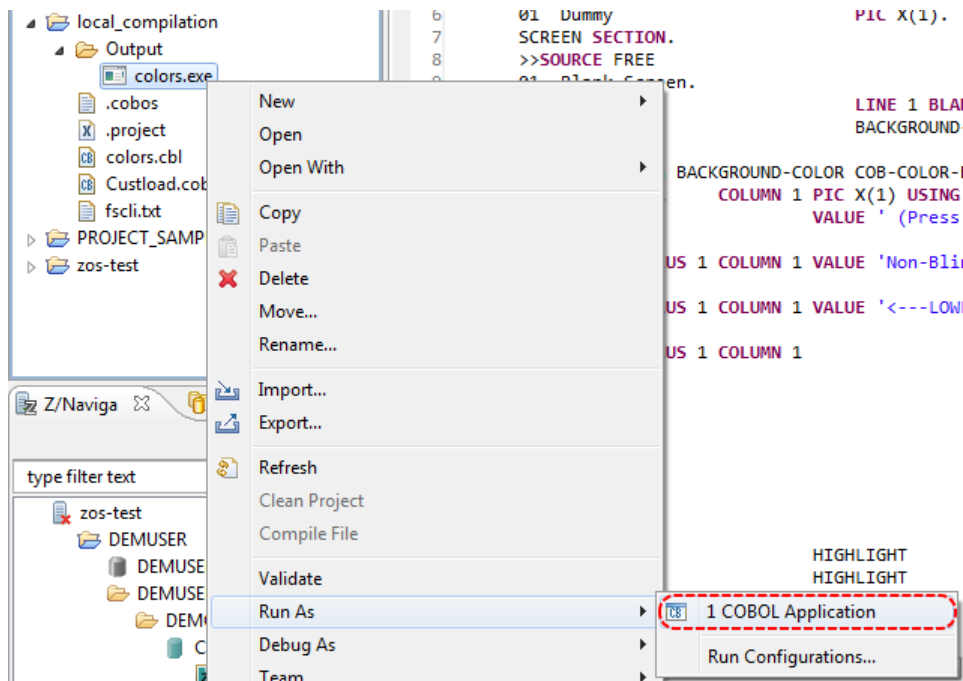 local_compilation
Output
colors.exe
.cobos
.project
colors.cbl
Custload.cob
fscli.txt
PROJECT_SAMP
zos-test
Z/Naviga
type filter text
zos-test
DEMUSER
DEMUSE
DEMUSE
DEM
C
New
Open
Open With
Copy
Paste
Delete
Move...
Rename...
Import...
Export...
Refresh
Clean Project
Compile File
Validate
Run As
Debug As
Team
1 COBOL Application
Run Configurations...
6 01 Dummy PIC X(1).
7 SCREEN SECTION.
8 >>SOURCE FREE
LINE 1 BLA
BACKGROUND-
BACKGROUND-COLOR COB-COLOR-
COLUMN 1 PIC X(1) USING
VALUE ' (Press
US 1 COLUMN 1 VALUE 'Non-Bli
US 1 COLUMN 1 VALUE '<---LOW
US 1 COLUMN 1
HIGHLIGHT
HIGHLIGHT